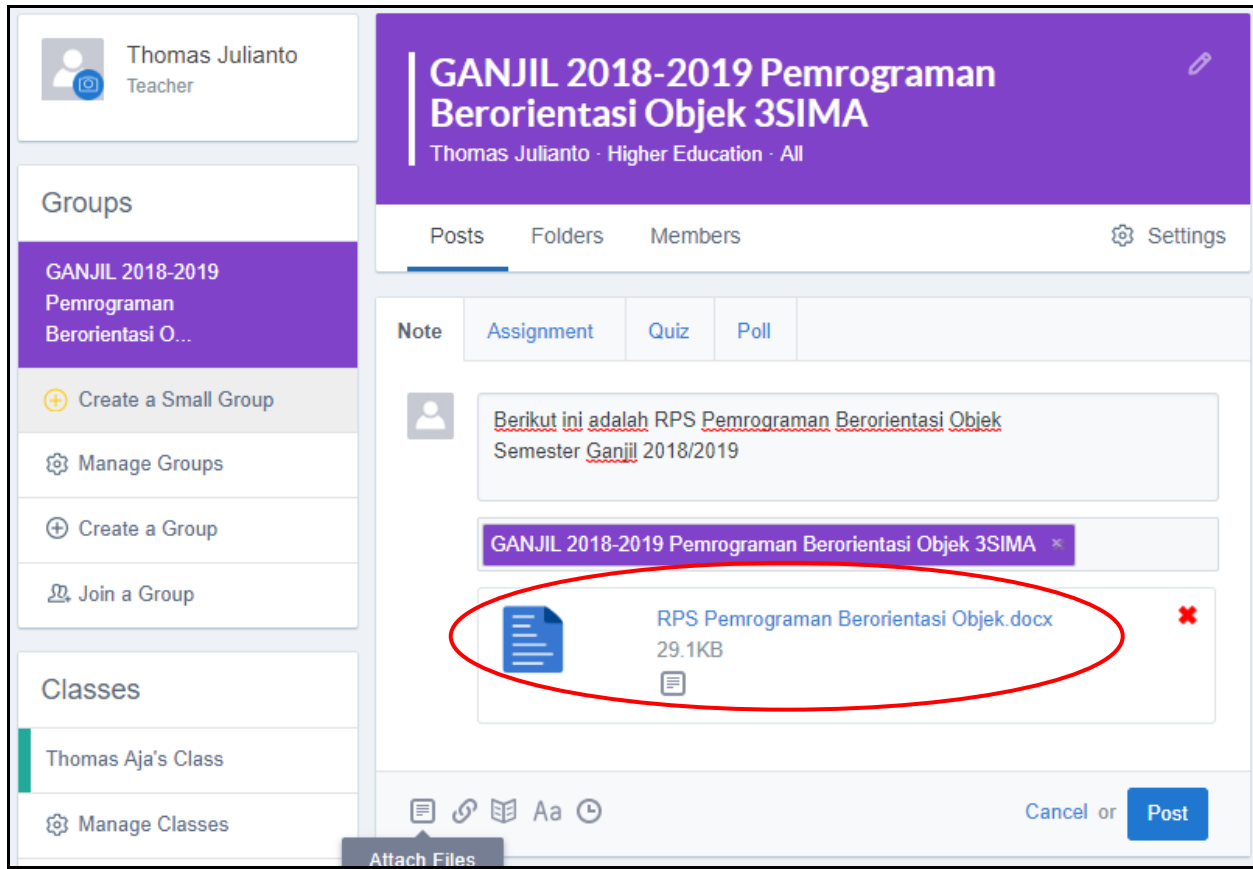 Thomas Julianto
Teacher
Groups
GANJIL 2018-2019
Pemrograman
Berorientasi O...
Create a Small Group
Manage Groups
Create a Group
Join a Group
Classes
Thomas Aja's Class
Manage Classes
GANJIL 2018-2019 Pemrograman
Berorientasi Objek 3SIMA
Thomas Julianto · Higher Education · All
Posts Folders Members Settings
Note Assignment Quiz Poll
Berikut ini adalah RPS Pemrograman Berorientasi Objek
Semester Ganjil 2018/2019
GANJIL 2018-2019 Pemrograman Berorientasi Objek 3SIMA ×
RPS Pemrograman Berorientasi Objek.docx
29.1KB
Aa Cancel or Post
Attach Files